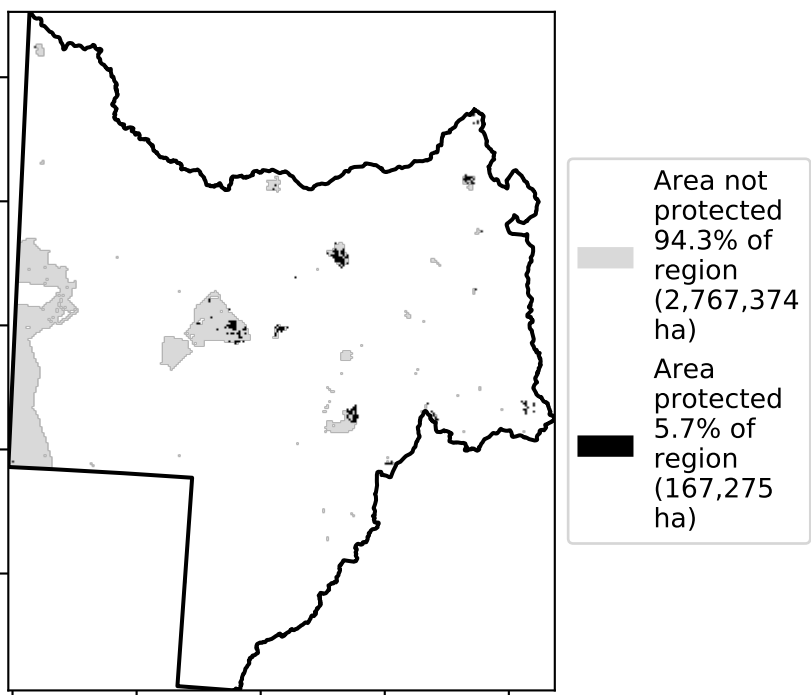 Area not
protected
94.3% of
region
(2,767,374
ha)
Area
protected
5.7% of
region
(167,275
ha)